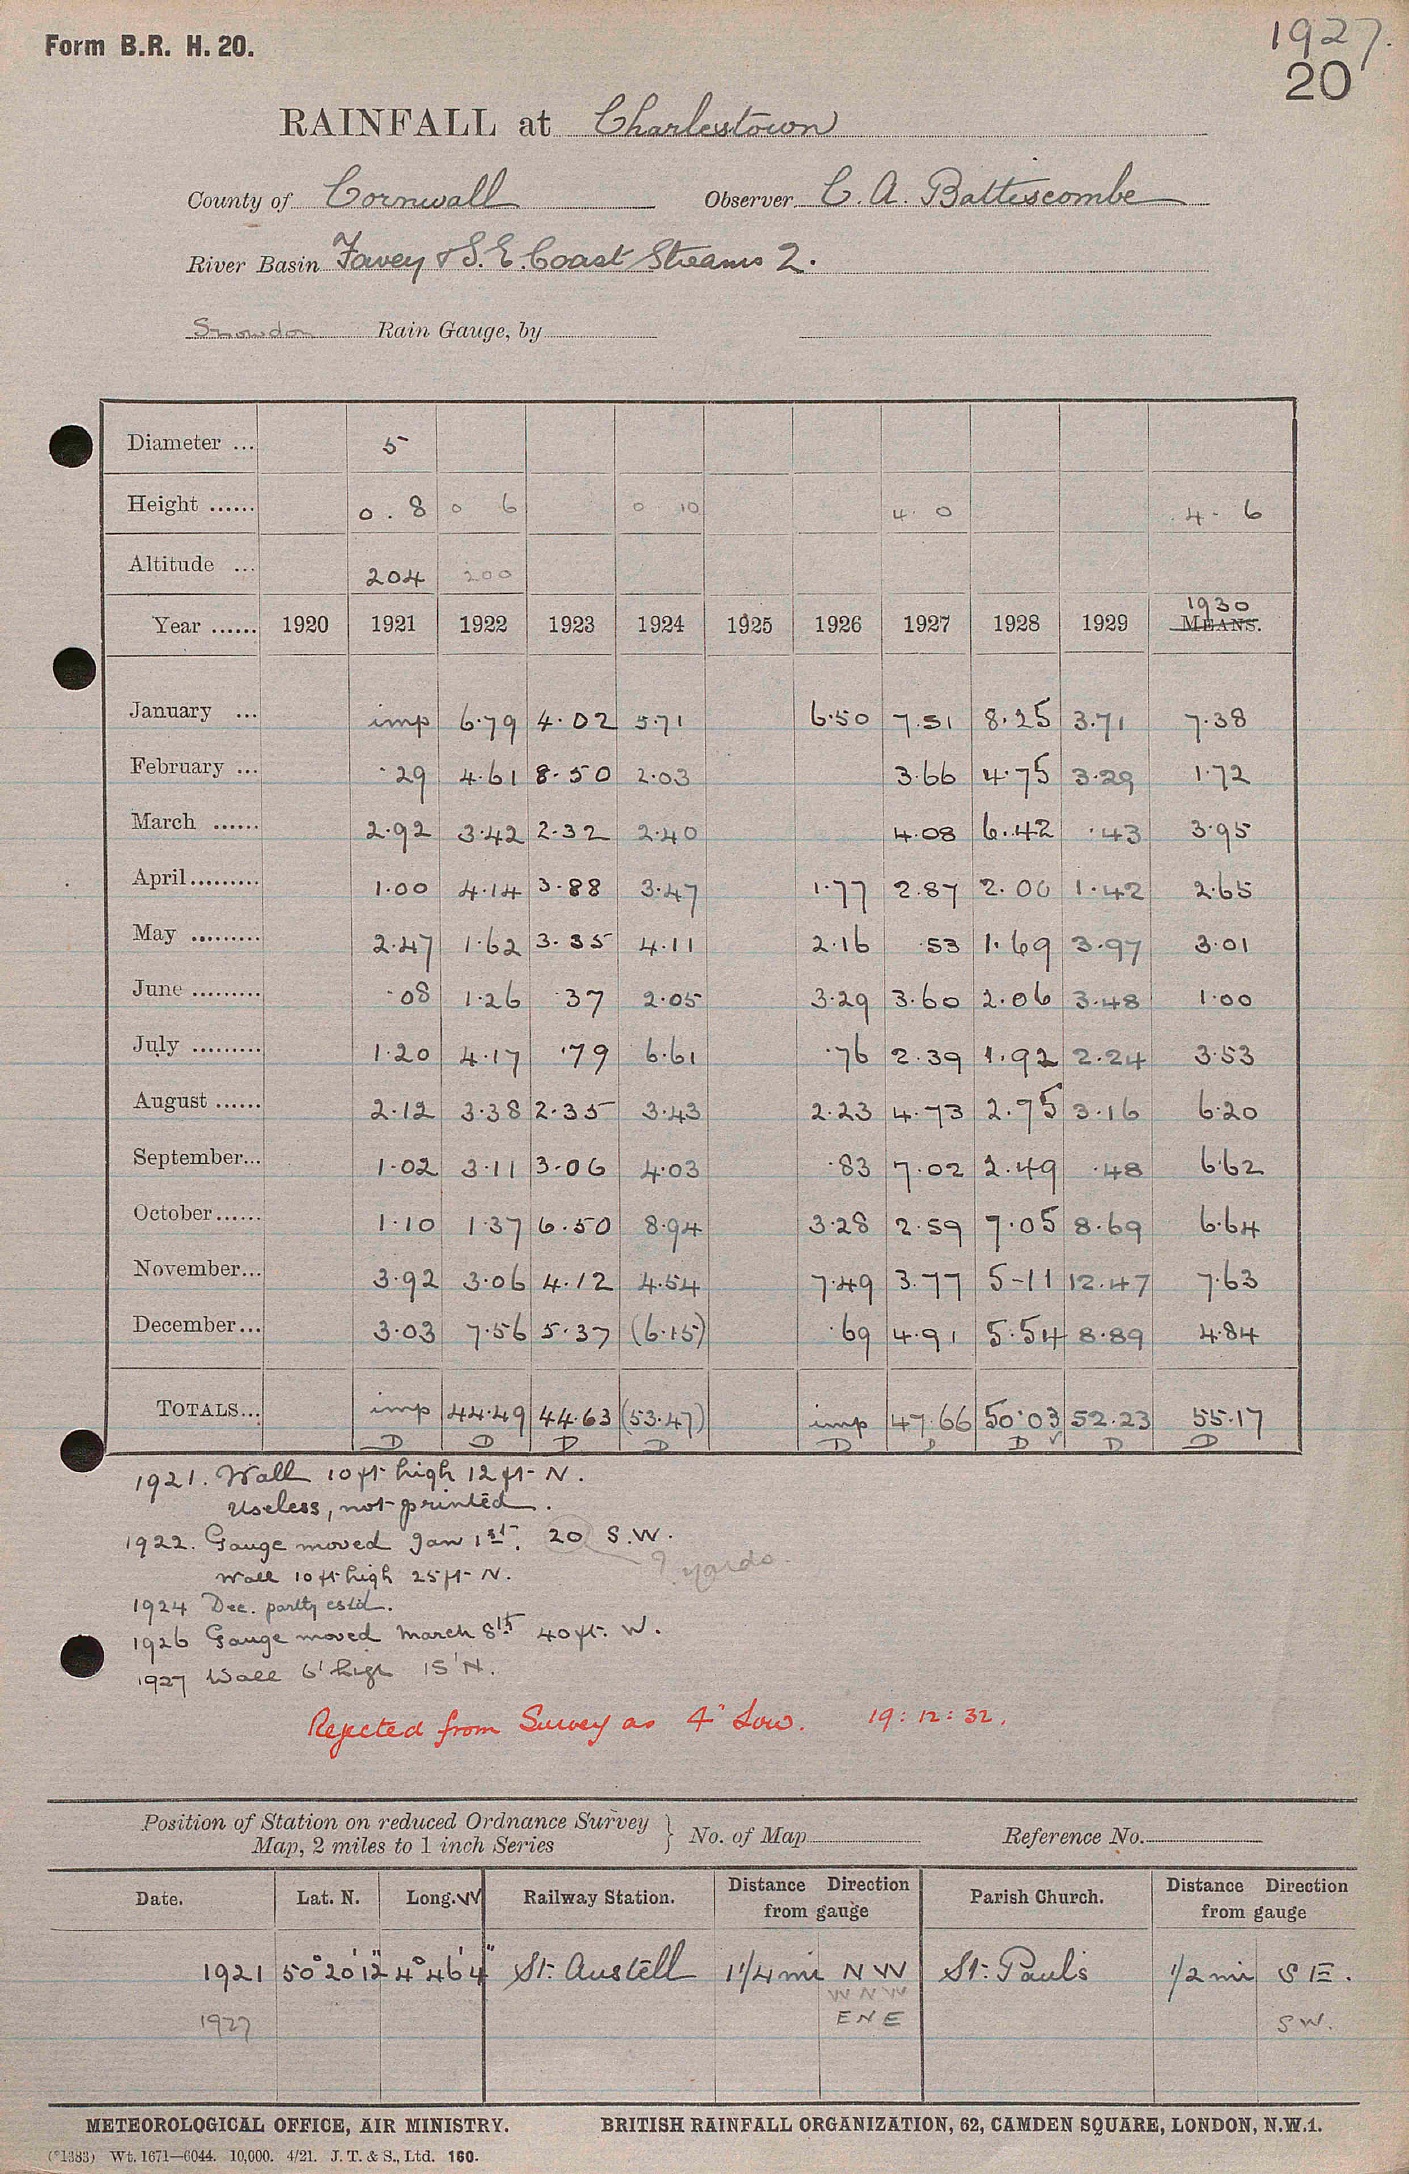 Form B.R. H. 20.
1927.
20
RAINFALL at Charlestown
County of Cornwall Observer C. A. Battiscombe
River Basin Fowey & S.E. Coast Streams 2.
Snowdon Rain Gauge, by
Diameter ... 5
Height ...... 0 . 8 0 6 0 10 4. 0 4 - 6
Altitude ... 204 200
1930
Year ...... 1920 1921 1922 1923 1924 1925 1926 1927 1928 1929 MEANS.
January ... imp 6.79 4.02 5.71 6.50 7.51 8.25 3.71 7.38
February ... .29 4.61 8.50 2.03 3.66 4.75 3.29 1.72
March ...... 2.92 3.42 2.32 2.40 4.08 6.42 .43 3.95
April ......... 1.00 4.14 3.88 3.47 1.77 2.87 2.00 1.42 2.65
May ......... 2.47 1.62 3.35 4.11 2.16 .53 1.69 3.97 3.01
June ......... .08 1.26 .37 2.05 3.29 3.60 2.06 3.48 1.00
July ......... 1.20 4.17 .79 6.61 .76 2.39 1.92 2.24 3.53
August ...... 2.12 3.38 2.35 3.43 2.23 4.73 2.75 3.16 6.20
September... 1.02 3.11 3.06 4.03 .83 7.02 2.49 .48 6.62
October ...... 1.10 1.37 6.50 8.94 3.28 2.59 7.05 8.69 6.64
November... 3.92 3.06 4.12 4.54 7.49 3.77 5-11 12.47 7.63
December... 3.03 7.56 5.37 (6.15) .69 4.91 5.54 8.89 4.84
TOTALS... imp 44.49 44.63 (53.47) imp 47.66 50.03 52.23 55.17
D D D D D D D ✓ D D
1921. Wall 10 ft high 12 ft N.
Useless, not printed.
1922. Gauge moved Jan 1st. 20 S.W.
? yards.
Wall 10 ft high 25 ft N.
1924 Dec. partly estd.
1926 Gauge moved March 8th 40 ft. W.
1927 Wall 6' high 15' N.
Rejected from Survey as 4" low. 19: 12: 32.
Position of Station on reduced Ordnance Survey
Map, 2 miles to 1 inch Series } No. of Map Reference No.
Date. Lat. N. Long. W Railway Station. Distance Direction from gauge Parish Church. Distance Direction from gauge
1921 50° 20' 12" 4° 46' 4" St. Austell 1 1/4 mi N W St. Paul's 1/2 mi S E.
W N W
1927 E N E S W.
METEOROLOGICAL OFFICE, AIR MINISTRY. BRITISH RAINFALL ORGANIZATION, 62, CAMDEN SQUARE, LONDON, N.W.1.
(*1383) Wt. 1671—6044. 10,000. 4/21. J. T. & S., Ltd. 160.